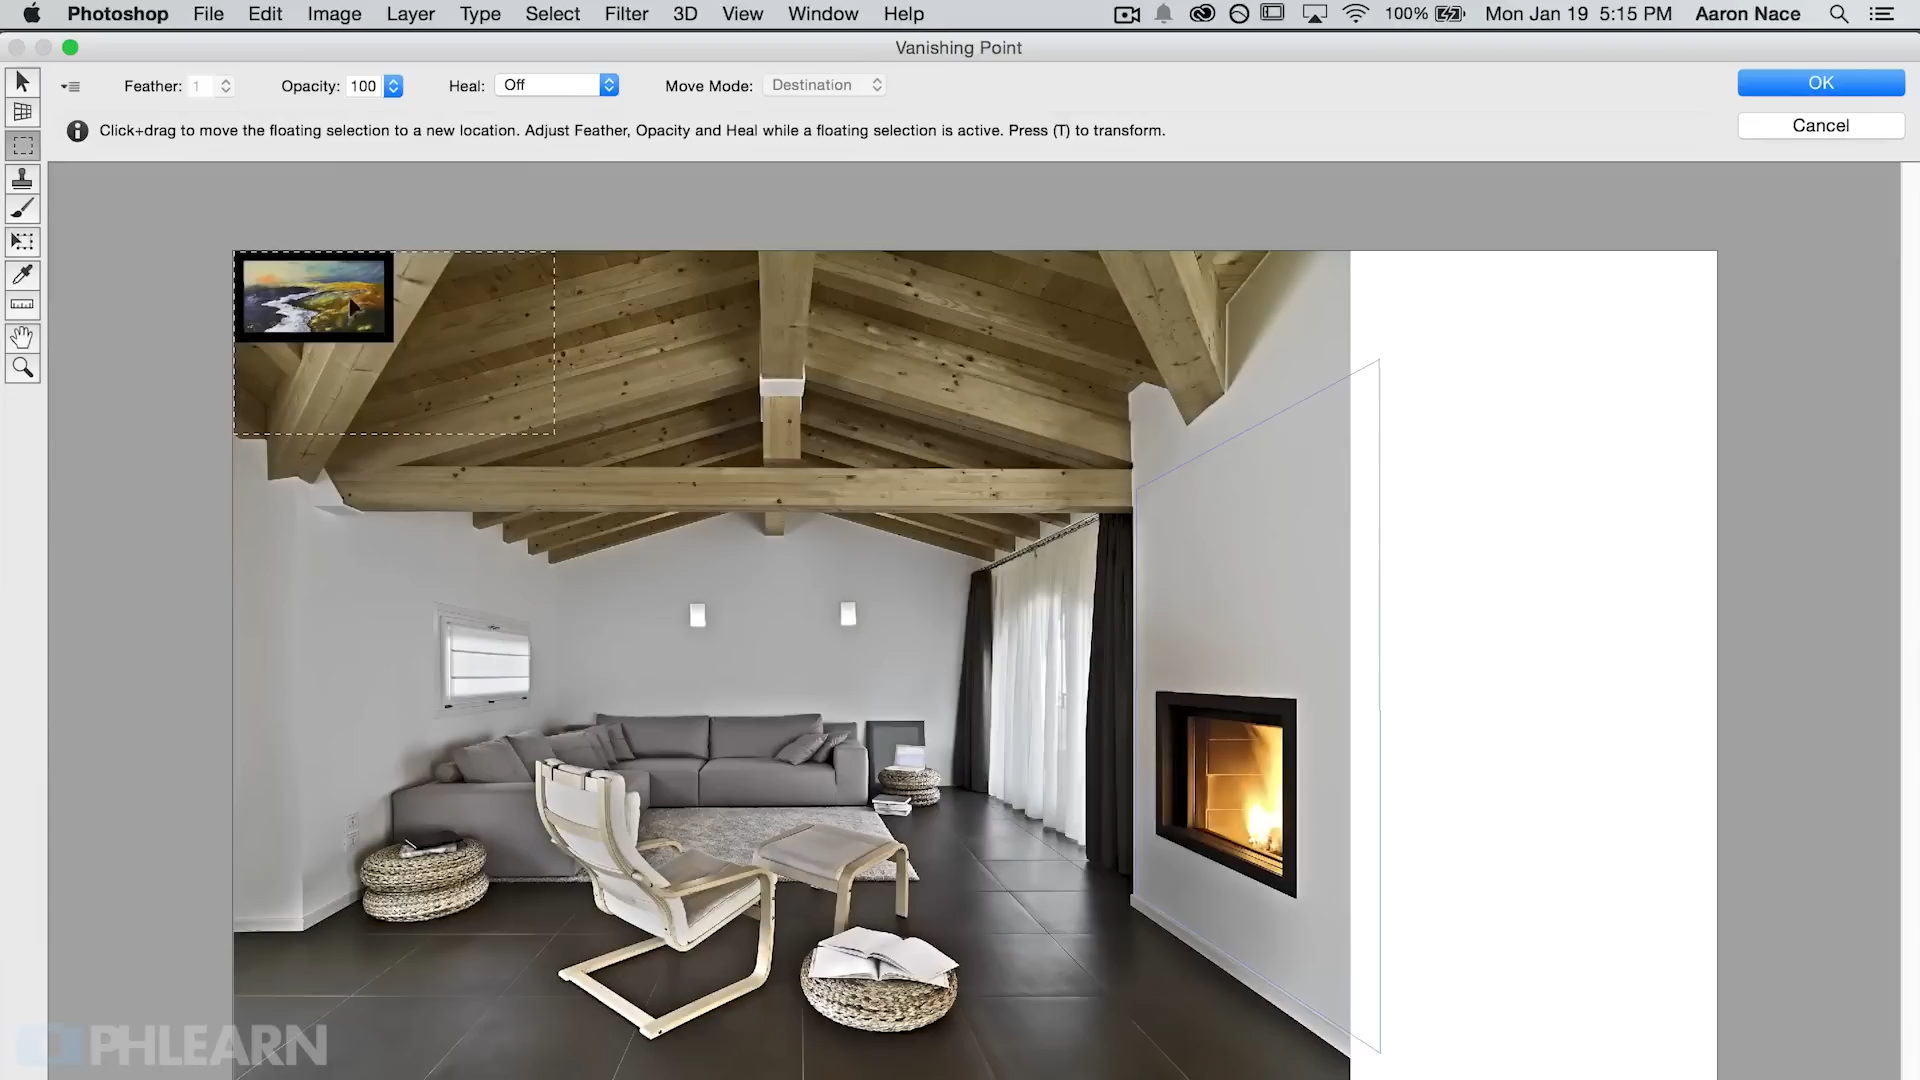 Photoshop File Edit Image Layer Type Select Filter 3D View Window Help 100% Mon Jan 19 5:15 PM Aaron Nace
Vanishing Point
Feather: 1 Opacity: 100 Heal: Off Move Mode: Destination OK
Click+drag to move the floating selection to a new location. Adjust Feather, Opacity and Heal while a floating selection is active. Press (T) to transform.
Cancel
PHLEARN